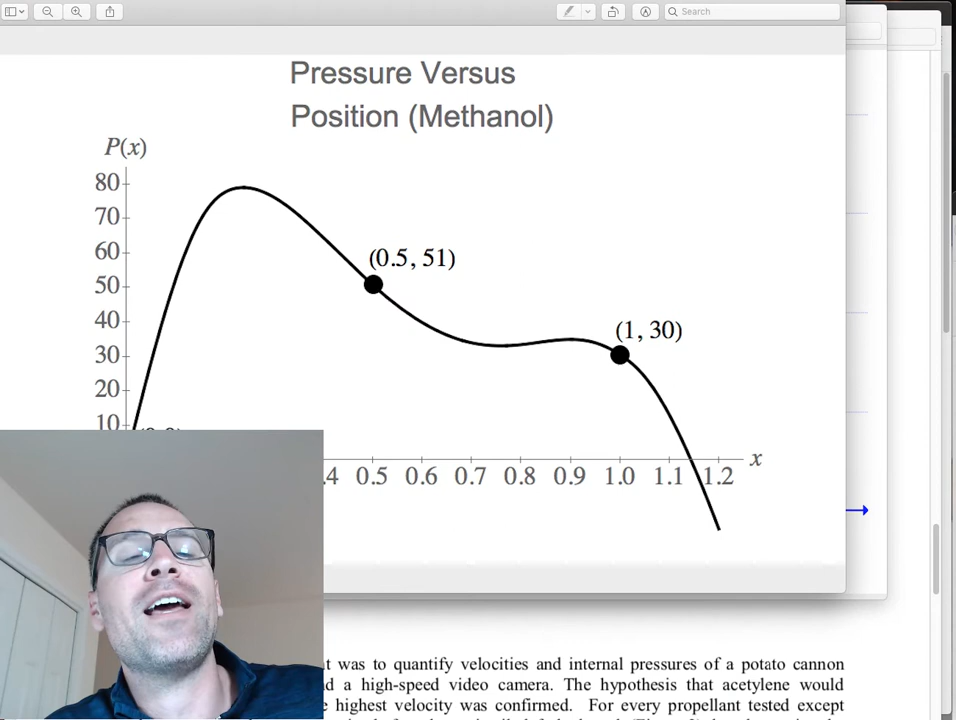 Search
Pressure Versus
Position (Methanol)
P(x)
80
70
60
50
40
30
20
10
(0.5, 51)
(1, 30)
.4 0.5 0.6 0.7 0.8 0.9 1.0 1.1 1.2 x
t was to quantify velocities and internal pressures of a potato cannon
d a high-speed video camera. The hypothesis that acetylene would
e highest velocity was confirmed. For every propellant tested except